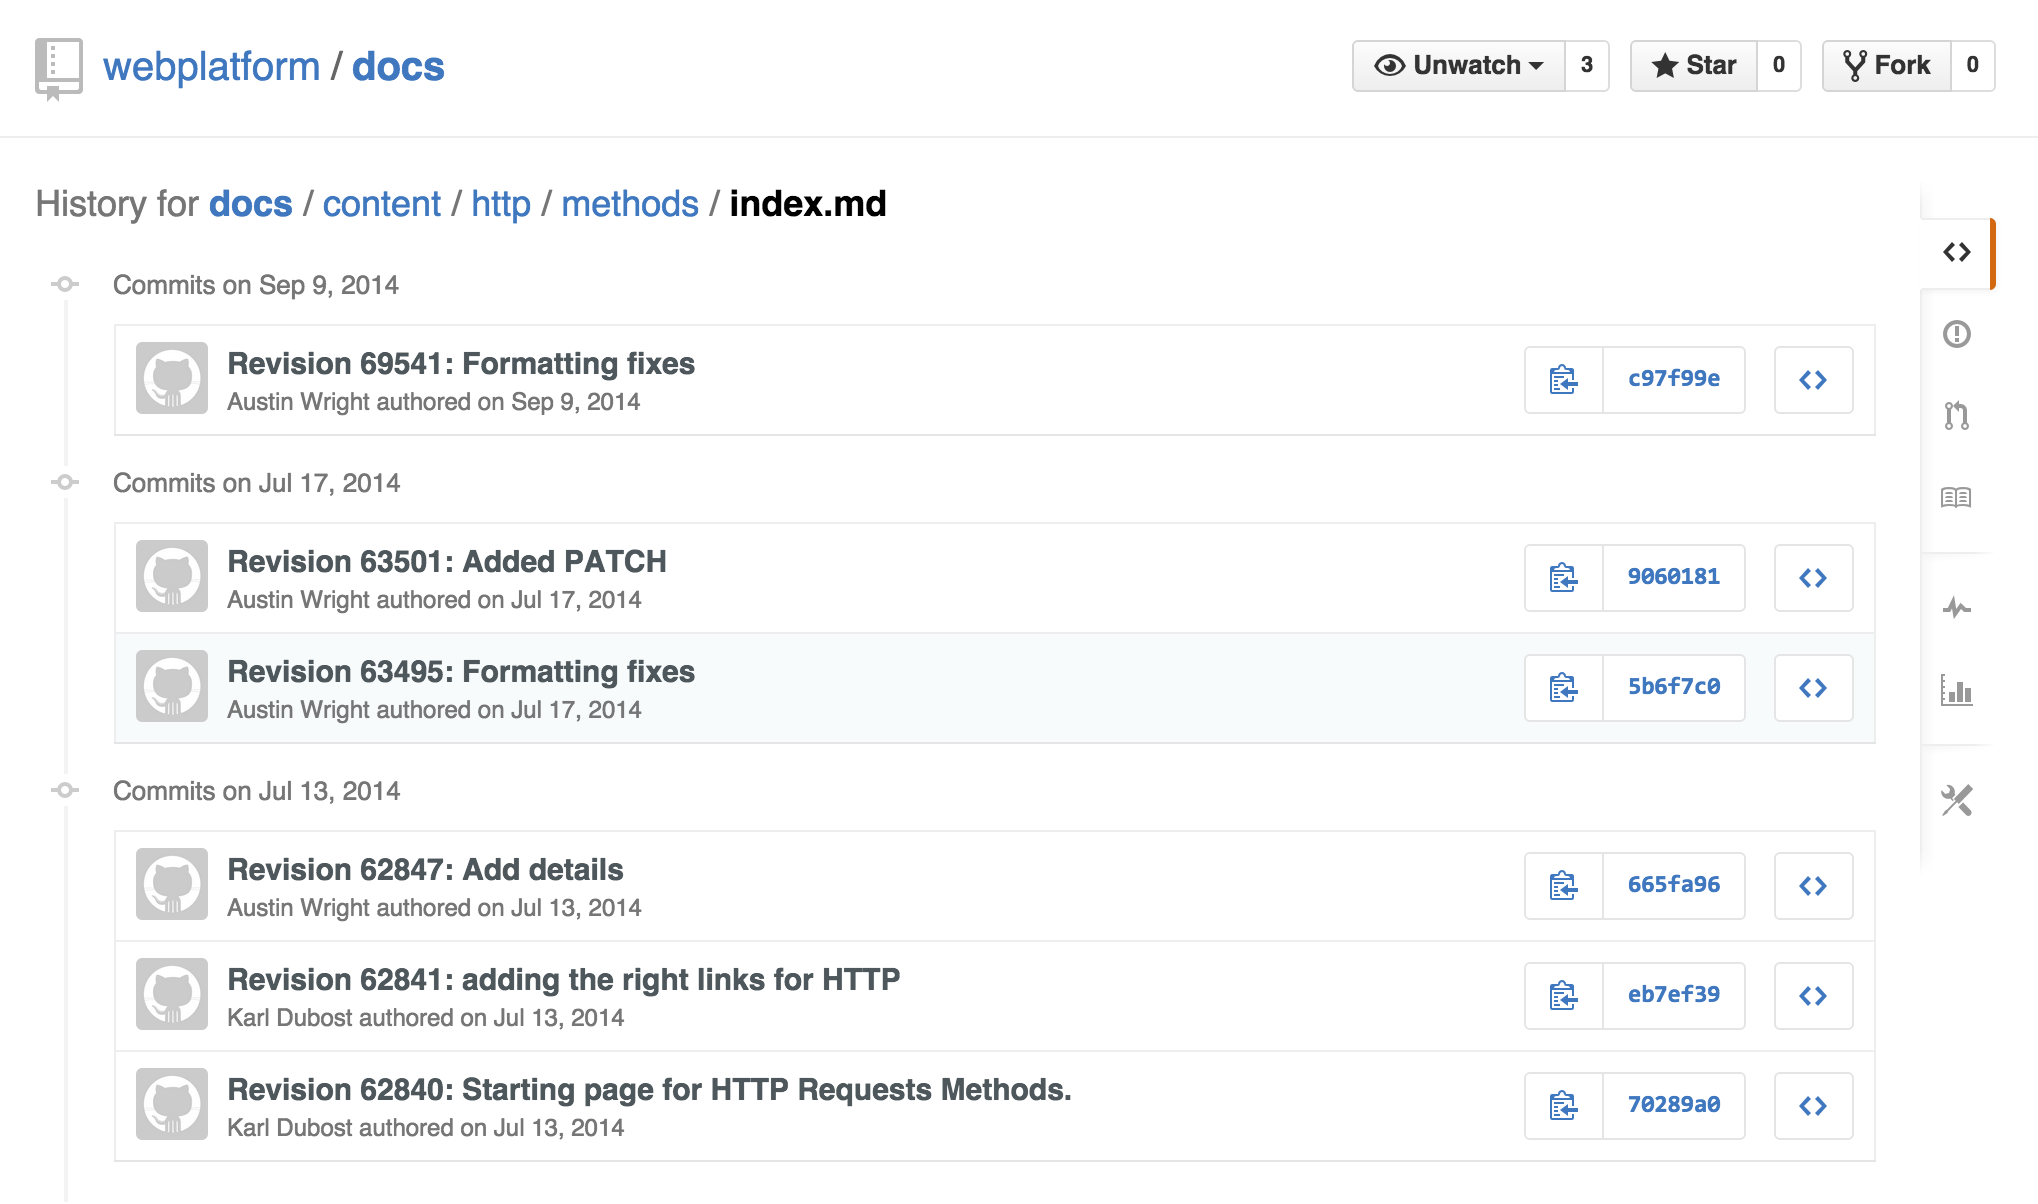 webplatform / docs
Unwatch 3 Star 0 Fork 0
History for docs / content / http / methods / index.md
Commits on Sep 9, 2014
Revision 69541: Formatting fixes
Austin Wright authored on Sep 9, 2014
c97f99e
Commits on Jul 17, 2014
Revision 63501: Added PATCH
Austin Wright authored on Jul 17, 2014
9060181
Revision 63495: Formatting fixes
Austin Wright authored on Jul 17, 2014
5b6f7c0
Commits on Jul 13, 2014
Revision 62847: Add details
Austin Wright authored on Jul 13, 2014
665fa96
Revision 62841: adding the right links for HTTP
Karl Dubost authored on Jul 13, 2014
eb7ef39
Revision 62840: Starting page for HTTP Requests Methods.
Karl Dubost authored on Jul 13, 2014
70289a0